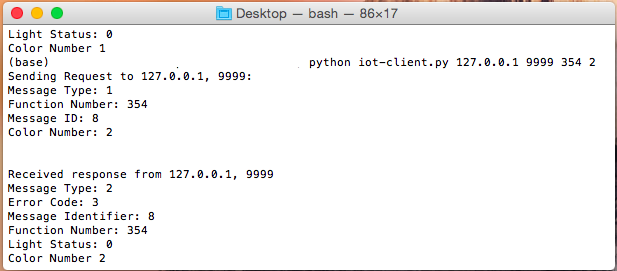 Desktop — bash — 86×17
Light Status: 0
Color Number 1
(base) python iot-client.py 127.0.0.1 9999 354 2
Sending Request to 127.0.0.1, 9999:
Message Type: 1
Function Number: 354
Message ID: 8
Color Number: 2
Received response from 127.0.0.1, 9999
Message Type: 2
Error Code: 3
Message Identifier: 8
Function Number: 354
Light Status: 0
Color Number 2